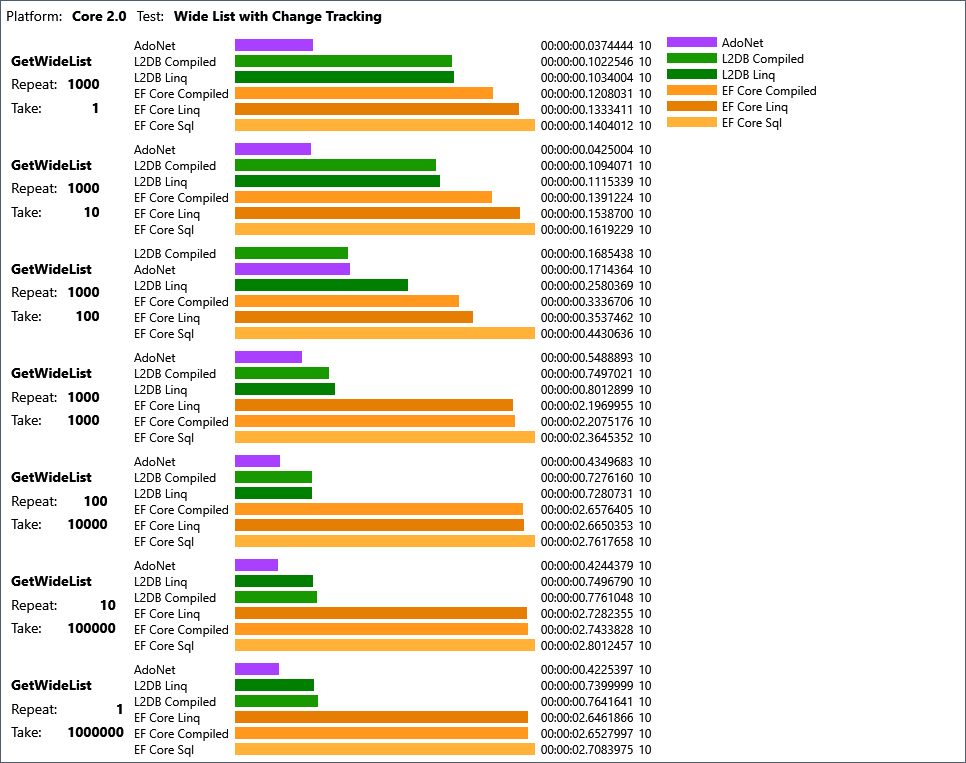 Platform: Core 2.0 Test: Wide List with Change Tracking
GetWideList
Repeat: 1000
Take: 1
AdoNet 00:00:00.0374444 10
L2DB Compiled 00:00:00.1022546 10
L2DB Linq 00:00:00.1034004 10
EF Core Compiled 00:00:00.1208031 10
EF Core Linq 00:00:00.1333411 10
EF Core Sql 00:00:00.1404012 10
AdoNet
L2DB Compiled
L2DB Linq
EF Core Compiled
EF Core Linq
EF Core Sql
GetWideList
Repeat: 1000
Take: 10
AdoNet 00:00:00.0425004 10
L2DB Compiled 00:00:00.1094071 10
L2DB Linq 00:00:00.1115339 10
EF Core Compiled 00:00:00.1391224 10
EF Core Linq 00:00:00.1538700 10
EF Core Sql 00:00:00.1619229 10
GetWideList
Repeat: 1000
Take: 100
L2DB Compiled 00:00:00.1685438 10
AdoNet 00:00:00.1714364 10
L2DB Linq 00:00:00.2580369 10
EF Core Compiled 00:00:00.3336706 10
EF Core Linq 00:00:00.3537462 10
EF Core Sql 00:00:00.4430636 10
GetWideList
Repeat: 1000
Take: 1000
AdoNet 00:00:00.5488893 10
L2DB Compiled 00:00:00.7497021 10
L2DB Linq 00:00:00.8012899 10
EF Core Linq 00:00:02.1969955 10
EF Core Compiled 00:00:02.2075176 10
EF Core Sql 00:00:02.3645352 10
GetWideList
Repeat: 100
Take: 10000
AdoNet 00:00:00.4349683 10
L2DB Compiled 00:00:00.7276160 10
L2DB Linq 00:00:00.7280731 10
EF Core Compiled 00:00:02.6576405 10
EF Core Linq 00:00:02.6650353 10
EF Core Sql 00:00:02.7617658 10
GetWideList
Repeat: 10
Take: 100000
AdoNet 00:00:00.4244379 10
L2DB Linq 00:00:00.7496790 10
L2DB Compiled 00:00:00.7761048 10
EF Core Linq 00:00:02.7282355 10
EF Core Compiled 00:00:02.7433828 10
EF Core Sql 00:00:02.8012457 10
GetWideList
Repeat: 1
Take: 1000000
AdoNet 00:00:00.4225397 10
L2DB Linq 00:00:00.7399999 10
L2DB Compiled 00:00:00.7641641 10
EF Core Linq 00:00:02.6461866 10
EF Core Compiled 00:00:02.6527997 10
EF Core Sql 00:00:02.7083975 10